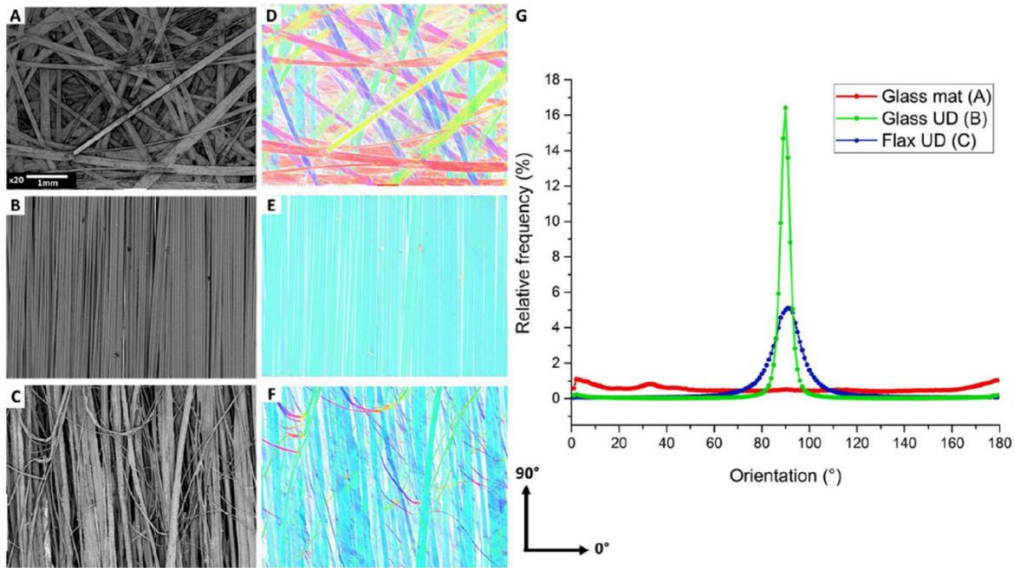 A
D
G
x20
1mm
B
E
C
F
18
16
14
12
10
8
6
4
2
0
Relative frequency (%)
Glass mat (A)
Glass UD (B)
Flax UD (C)
0 20 40 60 80 100 120 140 160 180
Orientation (°)
90°
0°